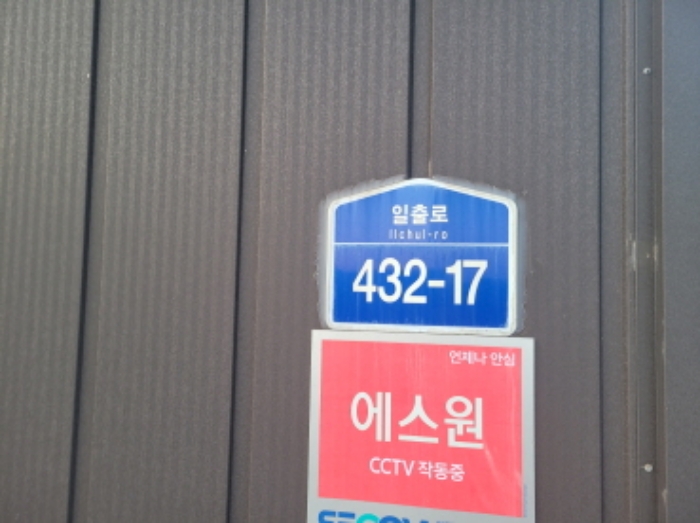 일출로
Ilchul-ro
432-17
언제나 안심
에스원
CCTV 작동중